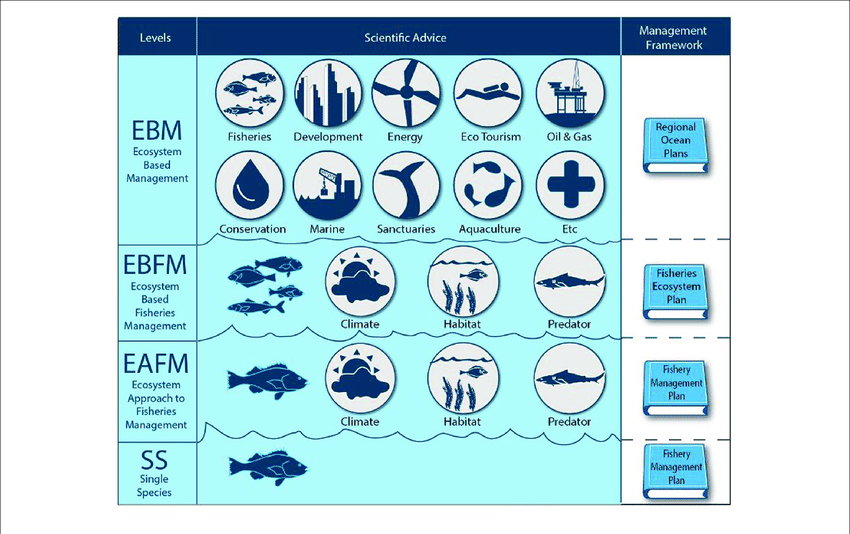 Levels
Scientific Advice
Management
Framework
EBM
Ecosystem
Based
Management
Fisheries
Development
Energy
Eco Tourism
Oil & Gas
Conservation
Marine
Sanctuaries
Aquaculture
Etc
Regional
Ocean
Plans
EBFM
Ecosystem
Based
Fisheries
Management
Climate
Habitat
Predator
Fisheries
Ecosystem
Plan
EAFM
Ecosystem
Approach to
Fisheries
Management
Climate
Habitat
Predator
Fishery
Management
Plan
SS
Single
Species
Fishery
Management
Plan